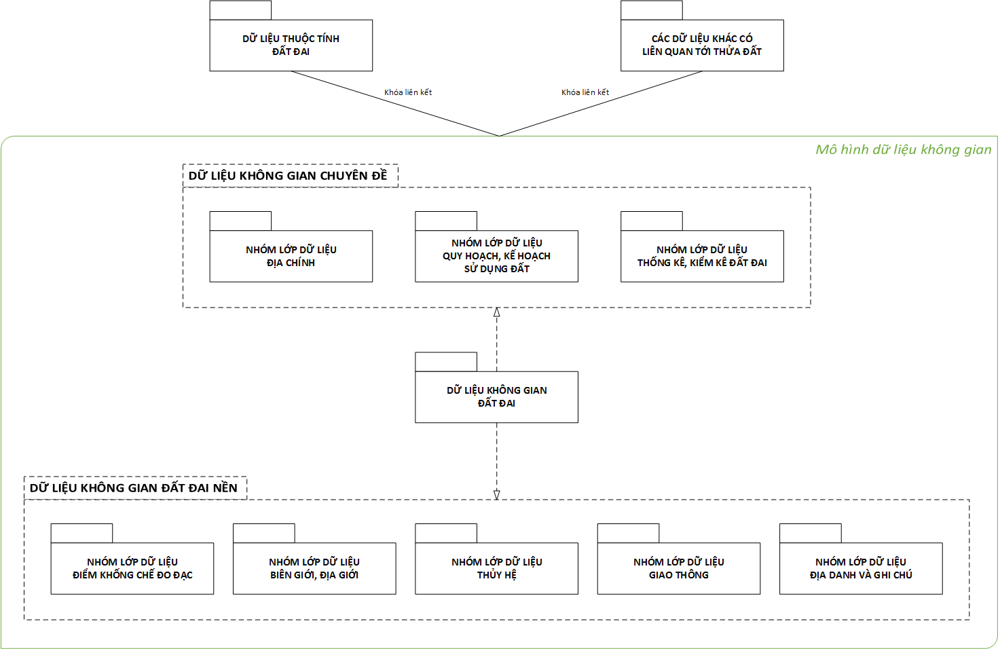 DỮ LIỆU THUỘC TÍNH
ĐẤT ĐAI
CÁC DỮ LIỆU KHÁC CÓ
LIÊN QUAN TỚI THỬA ĐẤT
Khóa liên kết
Khóa liên kết
Mô hình dữ liệu không gian
DỮ LIỆU KHÔNG GIAN CHUYÊN ĐỀ
NHÓM LỚP DỮ LIỆU
ĐỊA CHÍNH
NHÓM LỚP DỮ LIỆU
QUY HOẠCH, KẾ HOẠCH
SỬ DỤNG ĐẤT
NHÓM LỚP DỮ LIỆU
THỐNG KÊ, KIỂM KÊ ĐẤT ĐAI
DỮ LIỆU KHÔNG GIAN
ĐẤT ĐAI
DỮ LIỆU KHÔNG GIAN ĐẤT ĐAI NỀN
NHÓM LỚP DỮ LIỆU
ĐIỂM KHỐNG CHẾ ĐO ĐẠC
NHÓM LỚP DỮ LIỆU
BIÊN GIỚI, ĐỊA GIỚI
NHÓM LỚP DỮ LIỆU
THỦY HỆ
NHÓM LỚP DỮ LIỆU
GIAO THÔNG
NHÓM LỚP DỮ LIỆU
ĐỊA DANH VÀ GHI CHÚ